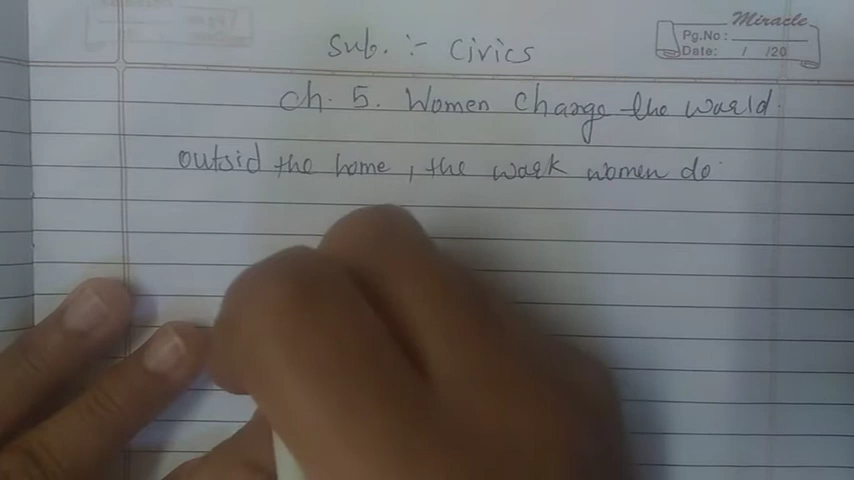 Miracle
Pg.No:
Date: / /20
Sub. :- Civics
Ch. 5. Women Change the world.
outsid the home, the work women do